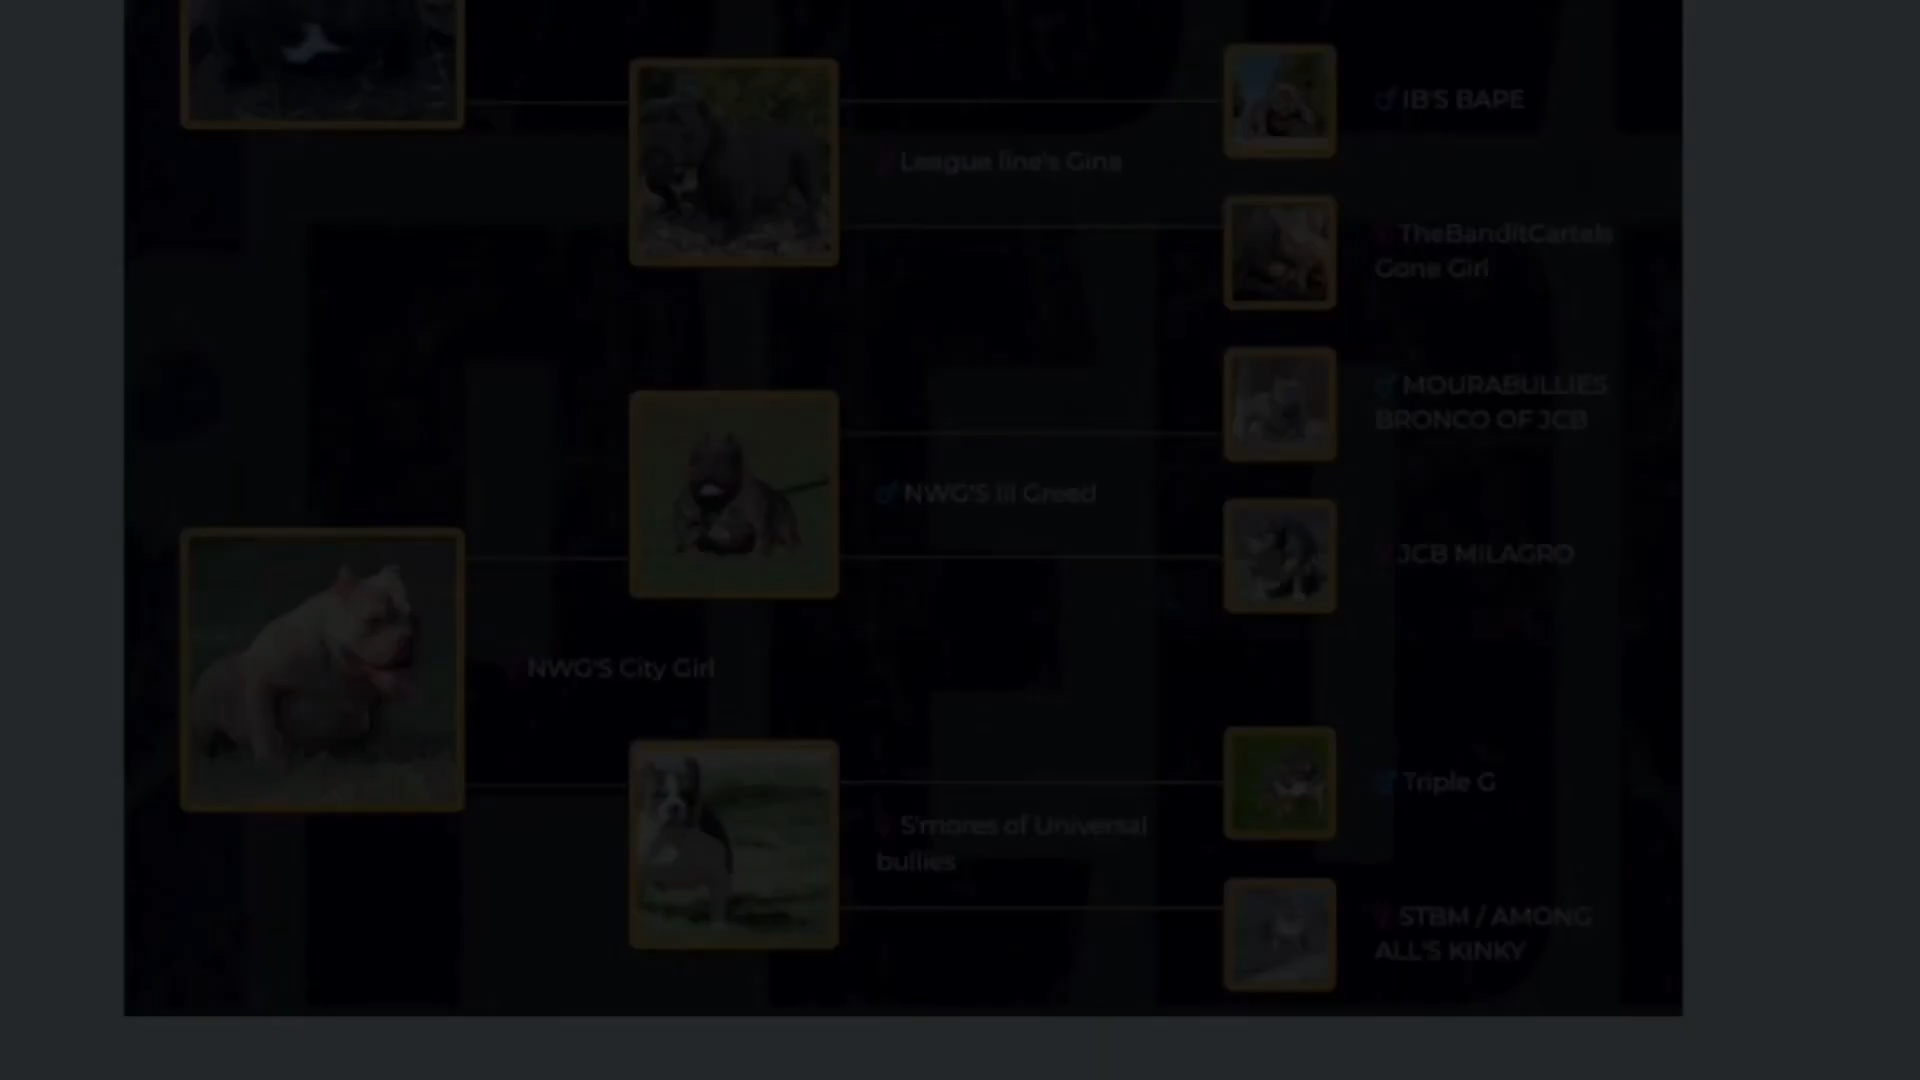 IB'S BAPE
League line's Gina
TheBanditCartels
Gone Girl
MOURABULLIES
BRONCO OF JCB
NWG'S lil Greed
JCB MILAGRO
NWG'S City Girl
Triple G
S'mores of Universal
bullies
STBM / AMONG
ALL'S KINKY